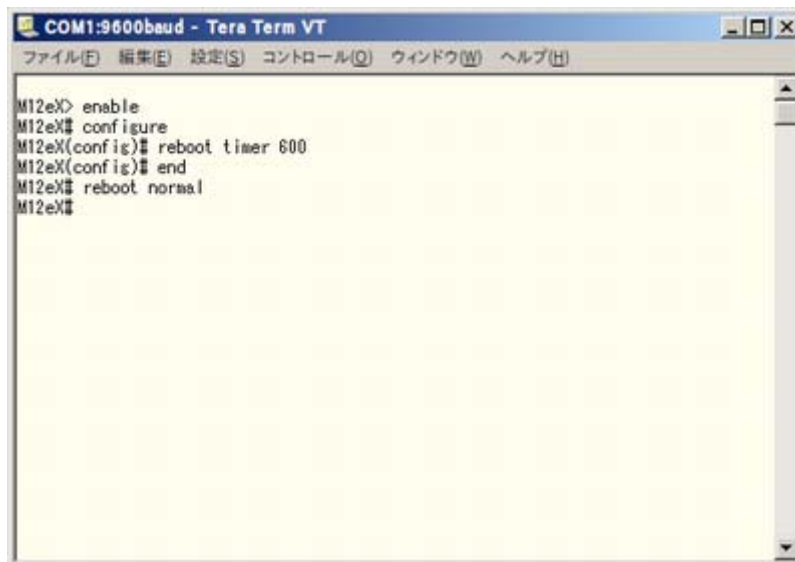 COM1:9600baud - Tera Term VT
ファイル(F) 編集(E) 設定(S) コントロール(O) ウィンドウ(W) ヘルプ(H)
M12eX> enable
M12eX# configure
M12eX(config)# reboot timer 600
M12eX(config)# end
M12eX# reboot normal
M12eX#